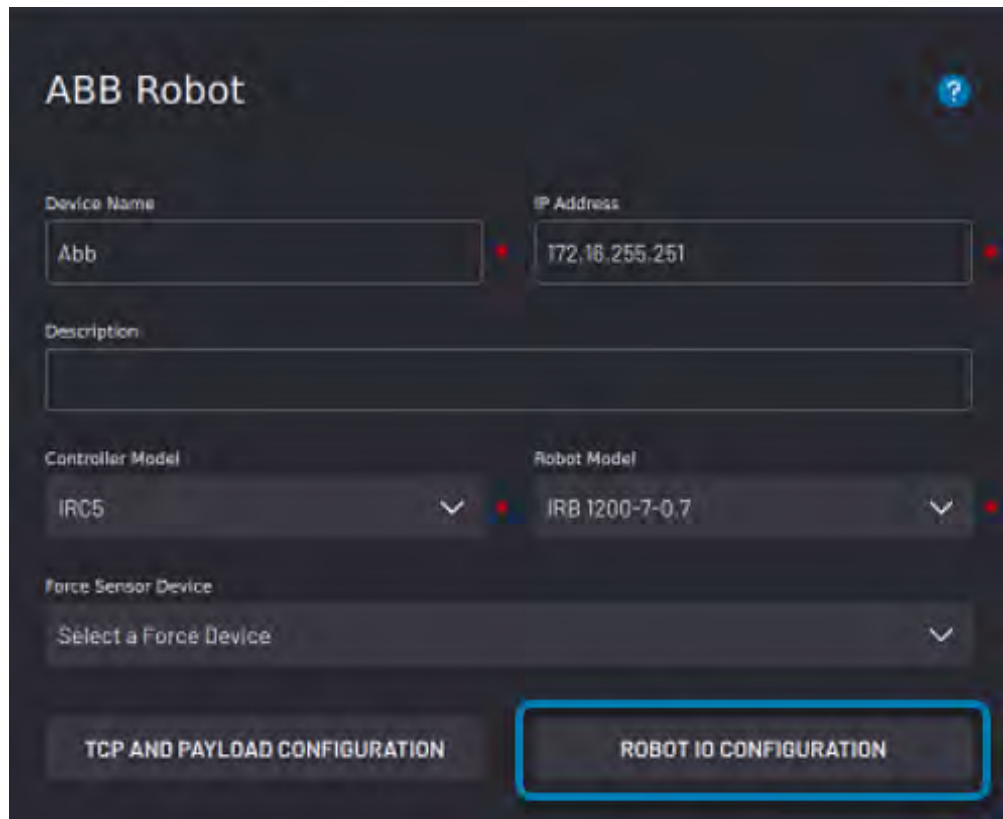 ABB Robot
?
Device Name
IP Address
Abb
172.16.255.251
Description
Controller Model
Robot Model
IRC5
IRB 1200-7-0.7
Force Sensor Device
Select a Force Device
TCP AND PAYLOAD CONFIGURATION
ROBOT IO CONFIGURATION